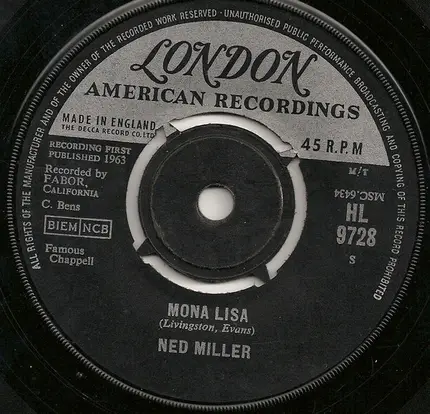 ALL RIGHTS OF THE MANUFACTURER AND OF THE OWNER OF THE RECORDED WORK RESERVED · UNAUTHORISED PUBLIC PERFORMANCE BROADCASTING AND COPYING OF THIS RECORD PROHIBITED
LONDON
AMERICAN RECORDINGS
MADE IN ENGLAND
THE DECCA RECORD CO. LTD.
45 R.P.M
RECORDING FIRST
PUBLISHED 1963
Recorded by
FABOR,
CALIFORNIA
C. Bens
BIEM NCB
Famous
Chappell
T/M
MSC.6434
HL
9728
S
MONA LISA
(Livingston, Evans)
NED MILLER